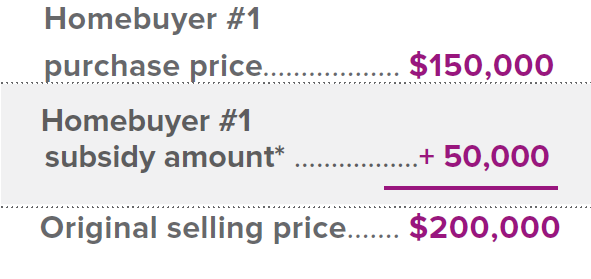 Homebuyer #1
purchase price.................. $150,000
Homebuyer #1
subsidy amount* .................+ 50,000
Original selling price....... $200,000